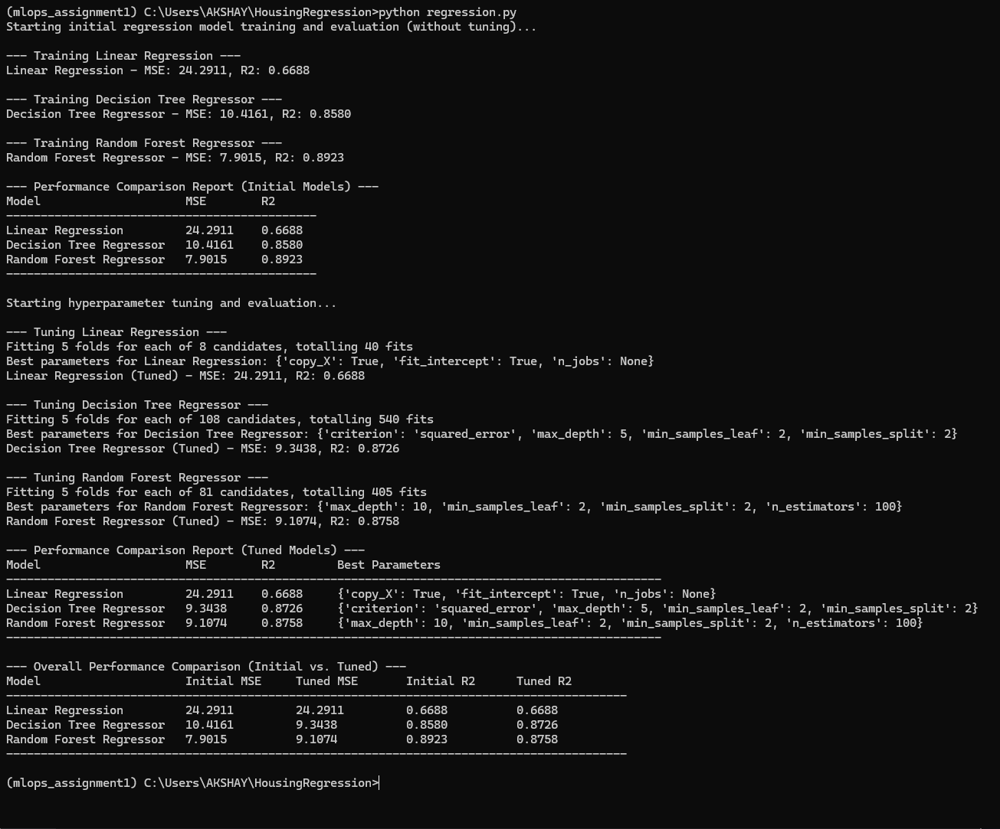 (mlops_assignment1) C:\Users\AKSHAY\HousingRegression>python regression.py
Starting initial regression model training and evaluation (without tuning)...
--- Training Linear Regression ---
Linear Regression - MSE: 24.2911, R2: 0.6688
--- Training Decision Tree Regressor ---
Decision Tree Regressor - MSE: 10.4161, R2: 0.8580
--- Training Random Forest Regressor ---
Random Forest Regressor - MSE: 7.9015, R2: 0.8923
--- Performance Comparison Report (Initial Models) ---
Model                     MSE        R2
---------------------------------------------
Linear Regression         24.2911    0.6688
Decision Tree Regressor   10.4161    0.8580
Random Forest Regressor   7.9015     0.8923
---------------------------------------------
Starting hyperparameter tuning and evaluation...
--- Tuning Linear Regression ---
Fitting 5 folds for each of 8 candidates, totalling 40 fits
Best parameters for Linear Regression: {'copy_X': True, 'fit_intercept': True, 'n_jobs': None}
Linear Regression (Tuned) - MSE: 24.2911, R2: 0.6688
--- Tuning Decision Tree Regressor ---
Fitting 5 folds for each of 108 candidates, totalling 540 fits
Best parameters for Decision Tree Regressor: {'criterion': 'squared_error', 'max_depth': 5, 'min_samples_leaf': 2, 'min_samples_split': 2}
Decision Tree Regressor (Tuned) - MSE: 9.3438, R2: 0.8726
--- Tuning Random Forest Regressor ---
Fitting 5 folds for each of 81 candidates, totalling 405 fits
Best parameters for Random Forest Regressor: {'max_depth': 10, 'min_samples_leaf': 2, 'min_samples_split': 2, 'n_estimators': 100}
Random Forest Regressor (Tuned) - MSE: 9.1074, R2: 0.8758
--- Performance Comparison Report (Tuned Models) ---
Model                     MSE        R2         Best Parameters
-----------------------------------------------------------------------------------------------
Linear Regression         24.2911    0.6688     {'copy_X': True, 'fit_intercept': True, 'n_jobs': None}
Decision Tree Regressor   9.3438     0.8726     {'criterion': 'squared_error', 'max_depth': 5, 'min_samples_leaf': 2, 'min_samples_split': 2}
Random Forest Regressor   9.1074     0.8758     {'max_depth': 10, 'min_samples_leaf': 2, 'min_samples_split': 2, 'n_estimators': 100}
-----------------------------------------------------------------------------------------------
--- Overall Performance Comparison (Initial vs. Tuned) ---
Model                     Initial MSE     Tuned MSE       Initial R2      Tuned R2
------------------------------------------------------------------------------------------
Linear Regression         24.2911         24.2911         0.6688          0.6688
Decision Tree Regressor   10.4161         9.3438          0.8580          0.8726
Random Forest Regressor   7.9015          9.1074          0.8923          0.8758
------------------------------------------------------------------------------------------
(mlops_assignment1) C:\Users\AKSHAY\HousingRegression>